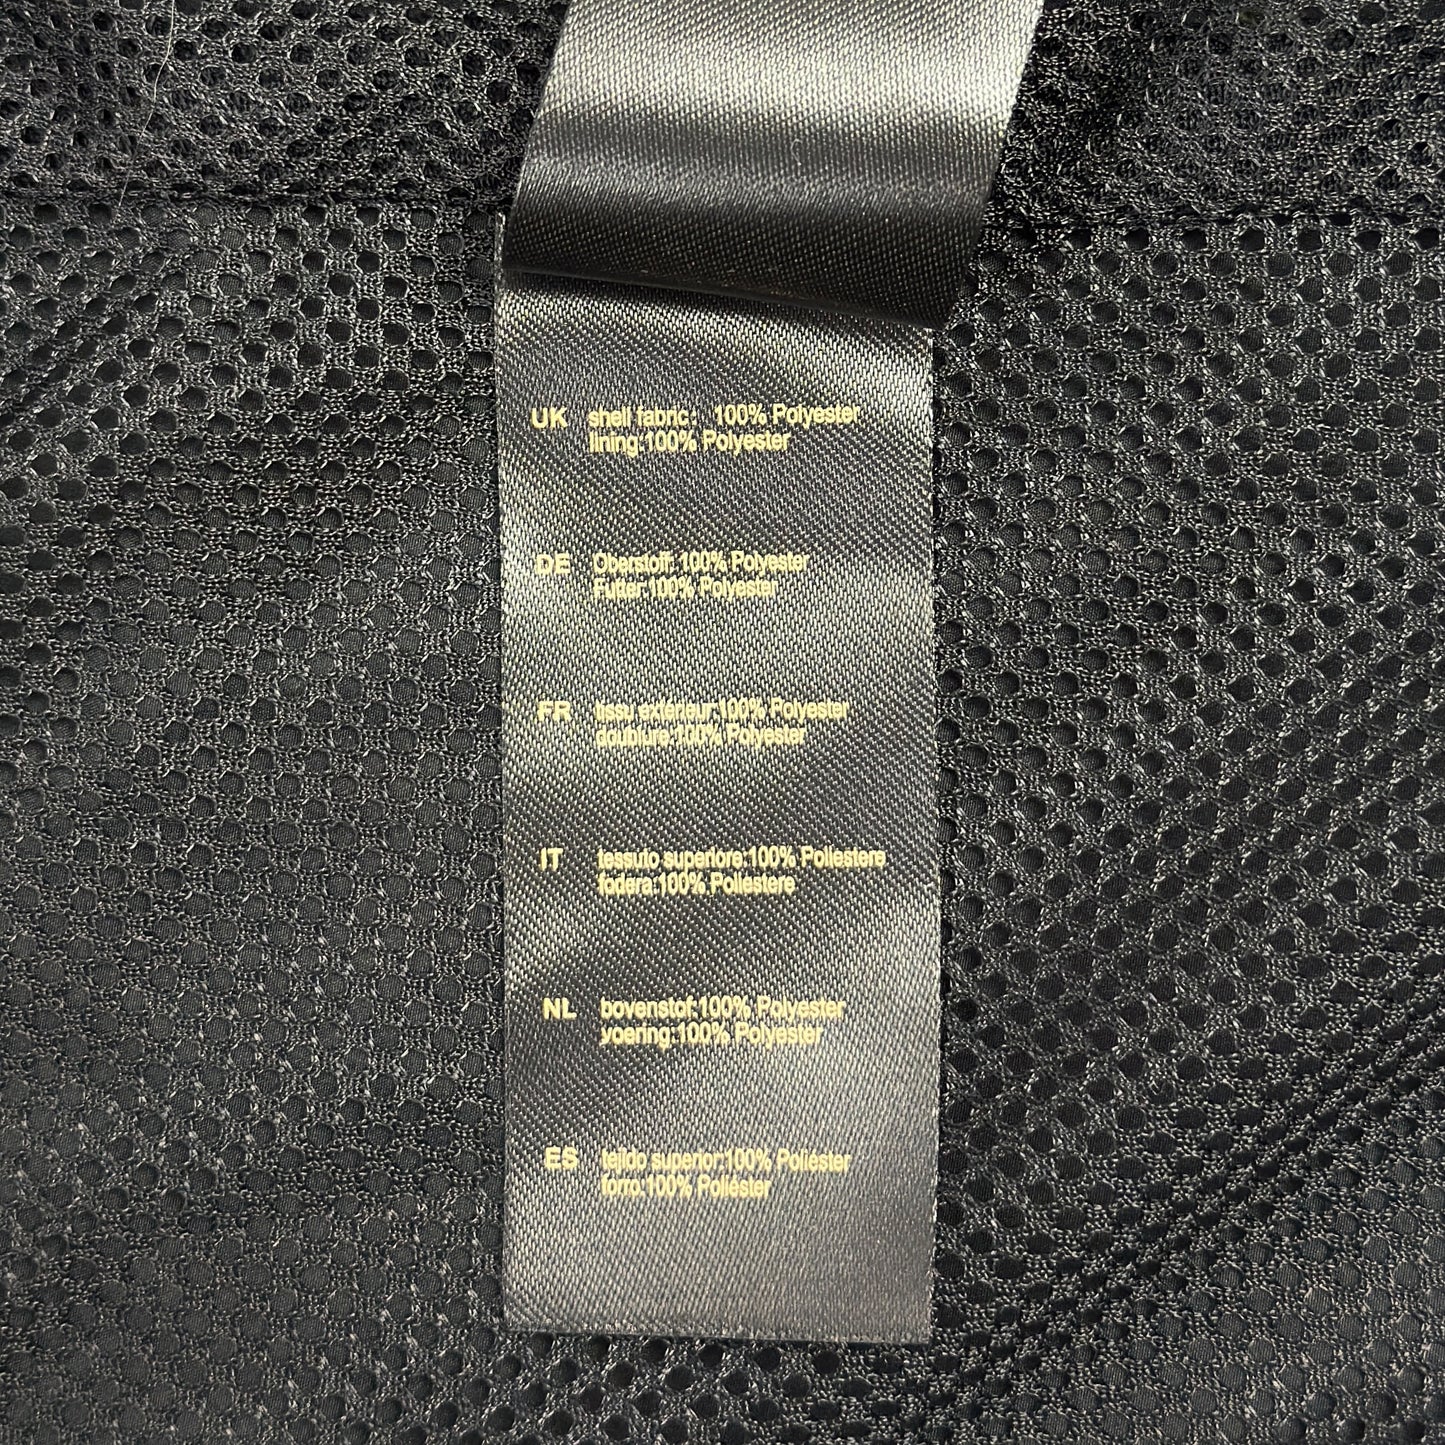 UK shell fabric: 100% Polyester
lining:100% Polyester
DE Oberstoff:100% Polyester
Futter:100% Polyester
FR tissu extérieur:100% Polyester
doublure:100% Polyester
IT tessuto superiore:100% Poliestere
fodera:100% Poliestere
NL bovenstof:100% Polyester
yoering:100% Polyester
ES tejido superior:100% Poliéster
forro:100% Poliéster